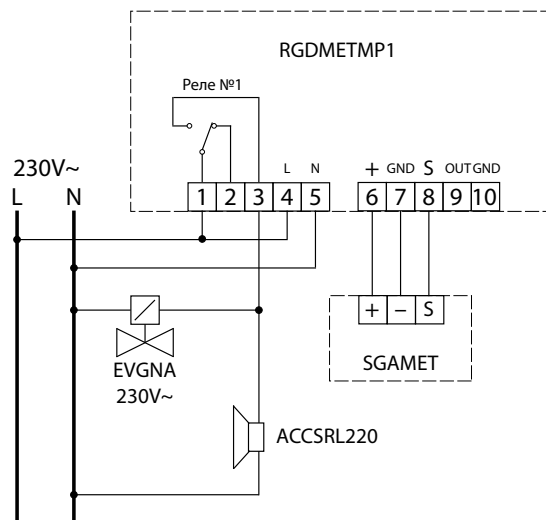 RGDMETMP1
Реле №1
230V~
L N
L N
1 2 3 4 5
+ GND S OUT GND
6 7 8 9 10
+ – S
SGAMET
EVGNA
230V~
ACCSRL220